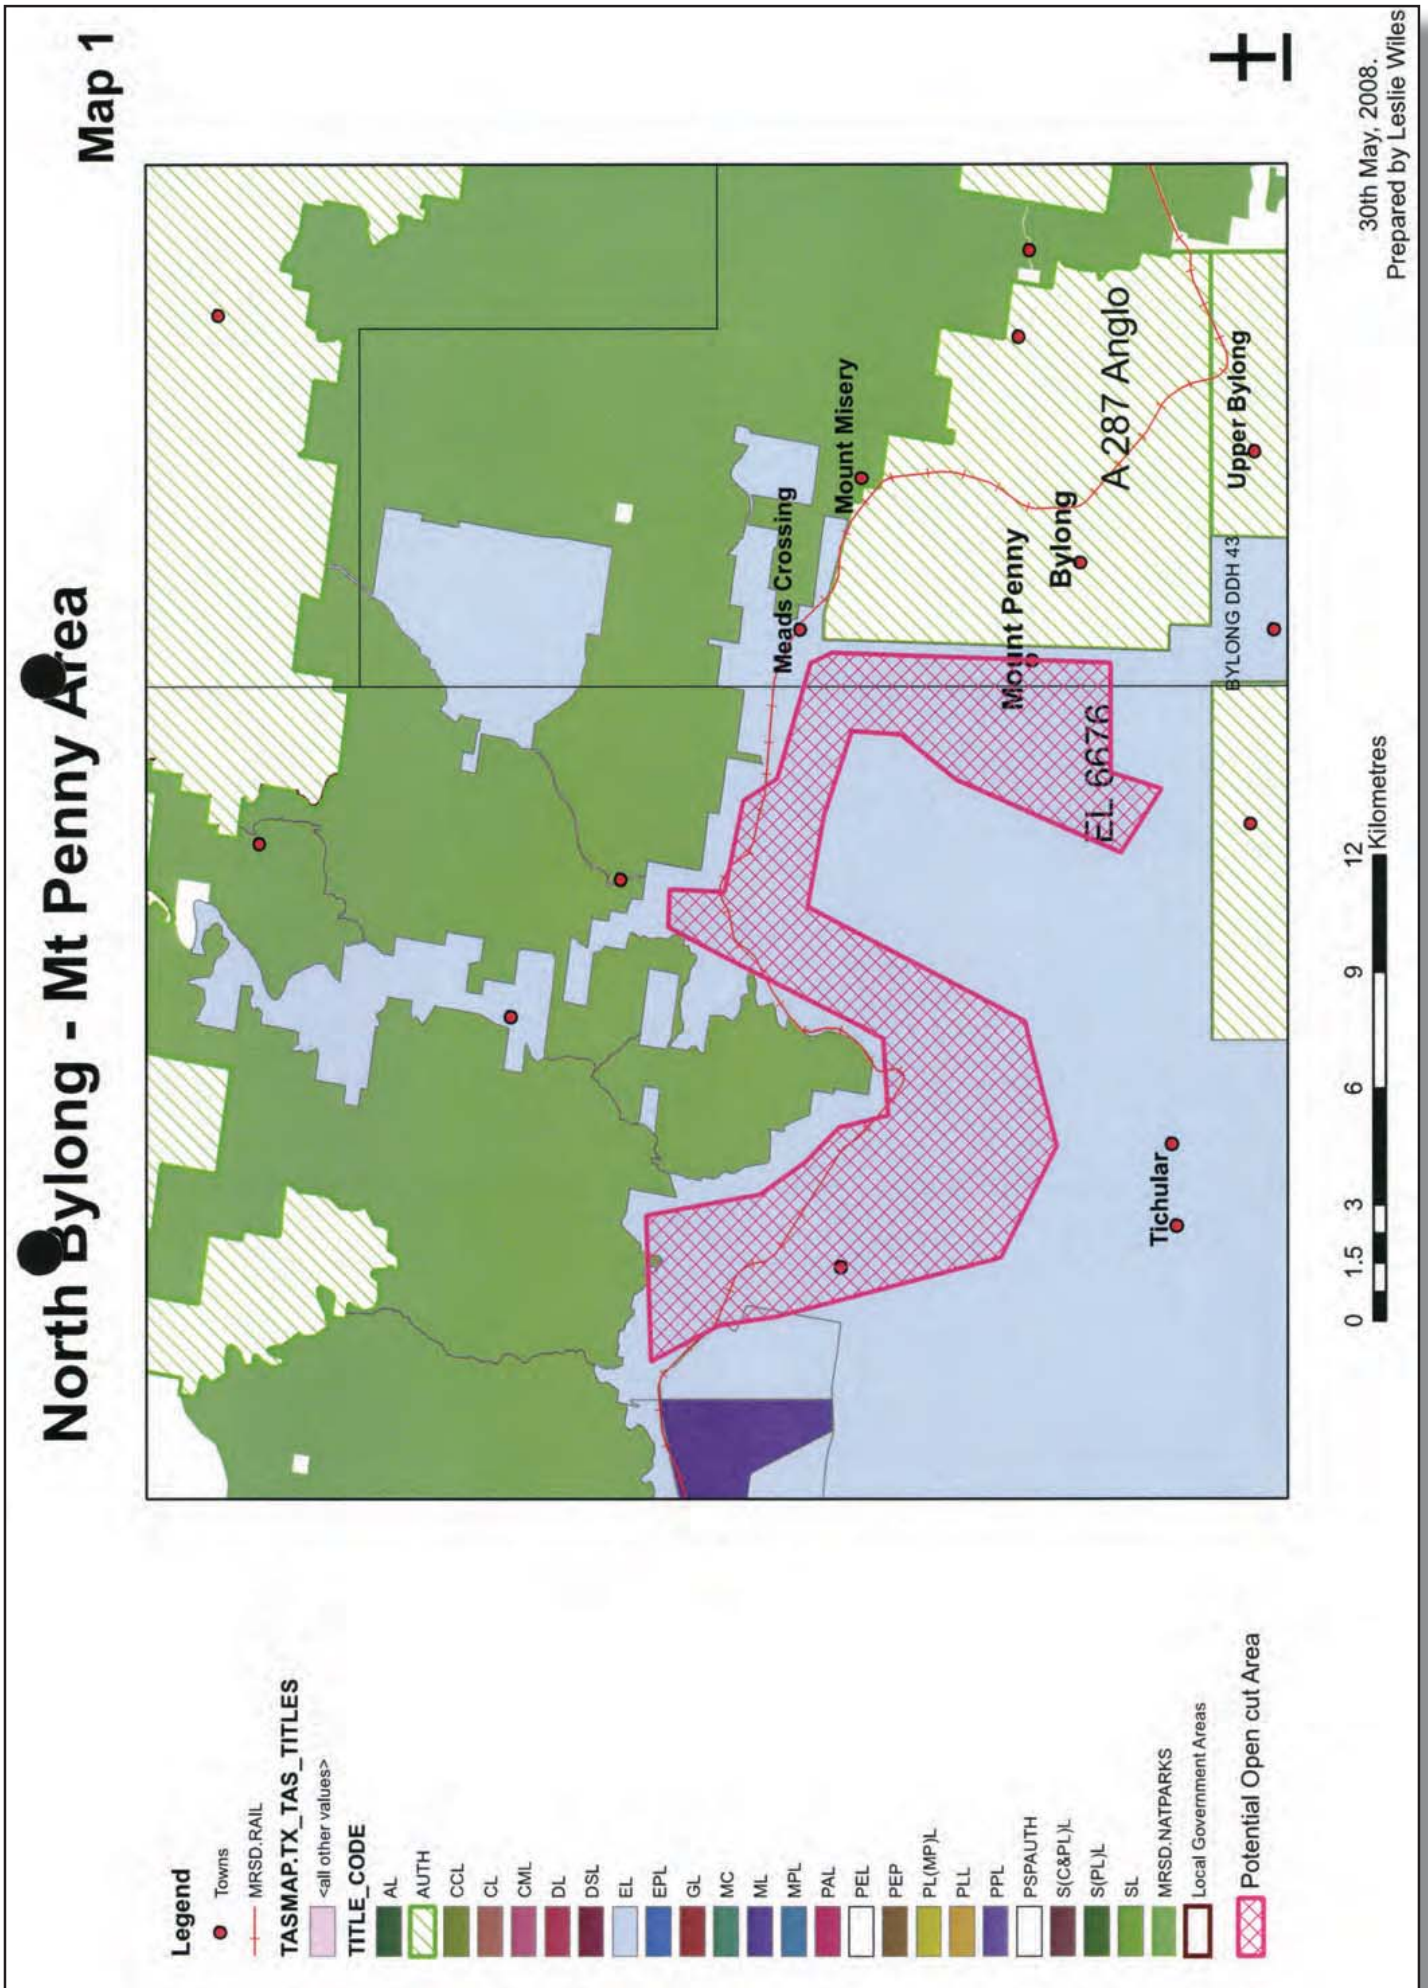 North Bylong - Mt Penny Area
Map 1
Meads Crossing
Mount Misery
Mount Penny
Bylong
A 287 Anglo
EL 6676
Upper Bylong
BYLONG DDH 43
Tichular
Legend
Towns
MRSD.RAIL
TASMAP.TX_TAS_TITLES
<all other values>
TITLE_CODE
AL
AUTH
CCL
CL
CML
DL
DSL
EL
EPL
GL
MC
ML
MPL
PAL
PEL
PEP
PL(MP)L
PLL
PPL
PSPAUTH
S(C&PL)L
S(PL)L
SL
MRSD.NATPARKS
Local Government Areas
Potential Open cut Area
0 1.5 3 6 9 12
Kilometres
30th May, 2008.
Prepared by Leslie Wiles